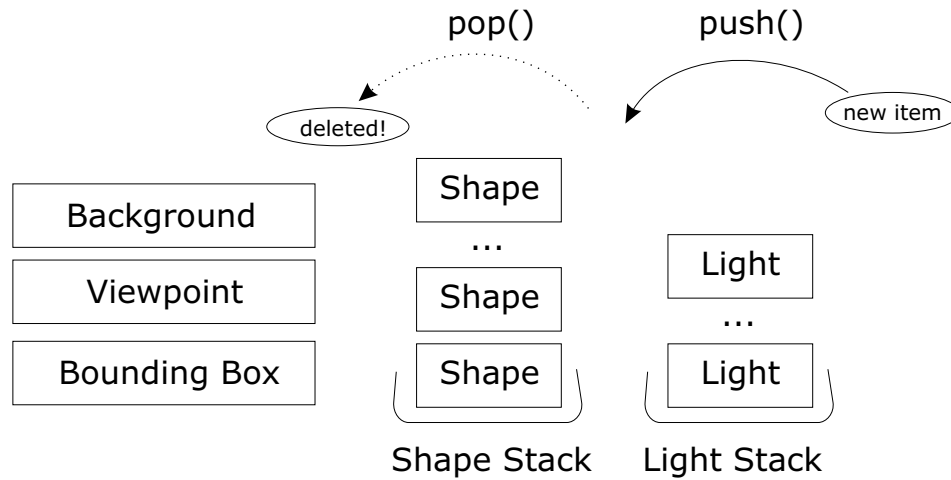 pop()
push()
deleted!
new item
Background
Viewpoint
Bounding Box
Shape
...
Shape
Shape
Light
...
Light
Shape Stack
Light Stack